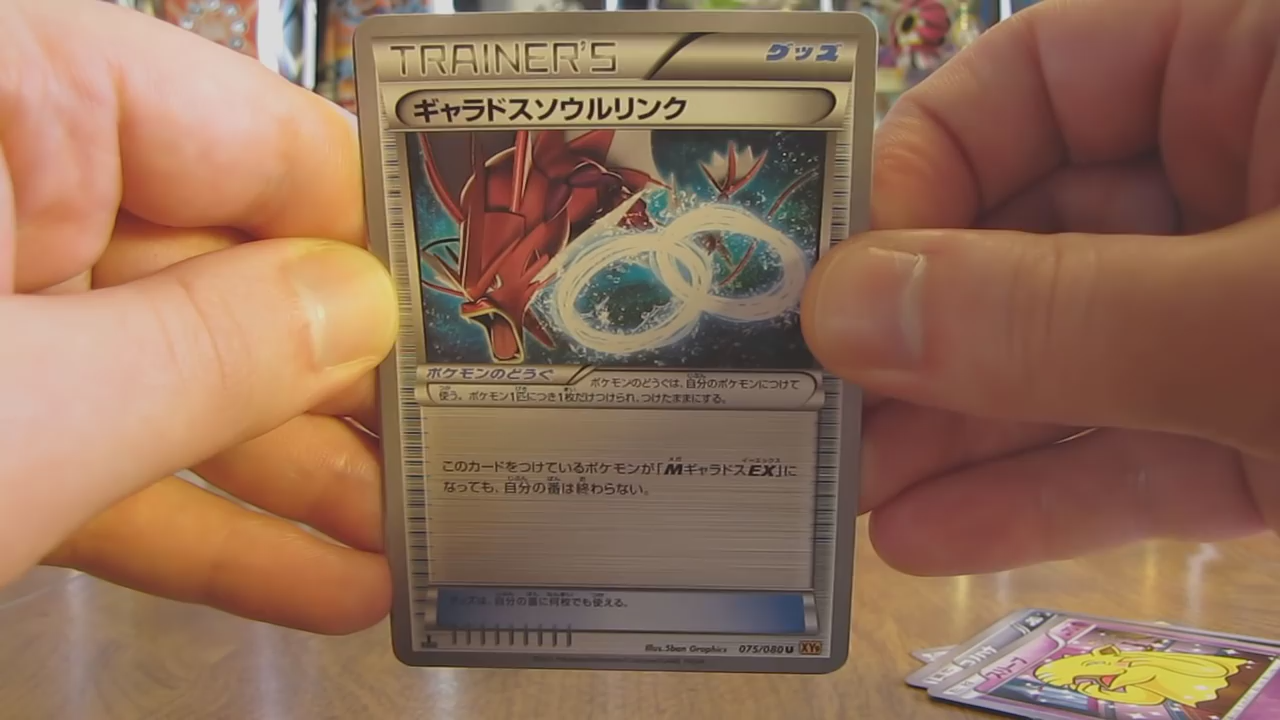 TRAINER'S
グッズ
ギャラドスソウルリンク
ポケモンのどうぐ
ポケモンのどうぐは、自分のポケモンにつけて
使う。ポケモン1匹につき1枚だけつけられ、つけたままにする。
このカードをつけているポケモンが「MギャラドスEX」に
なっても、自分の番は終わらない。
グッズは、自分の番に何枚でも使える。
Illus.5ban Graphics 075/080 U XY9
スリープ